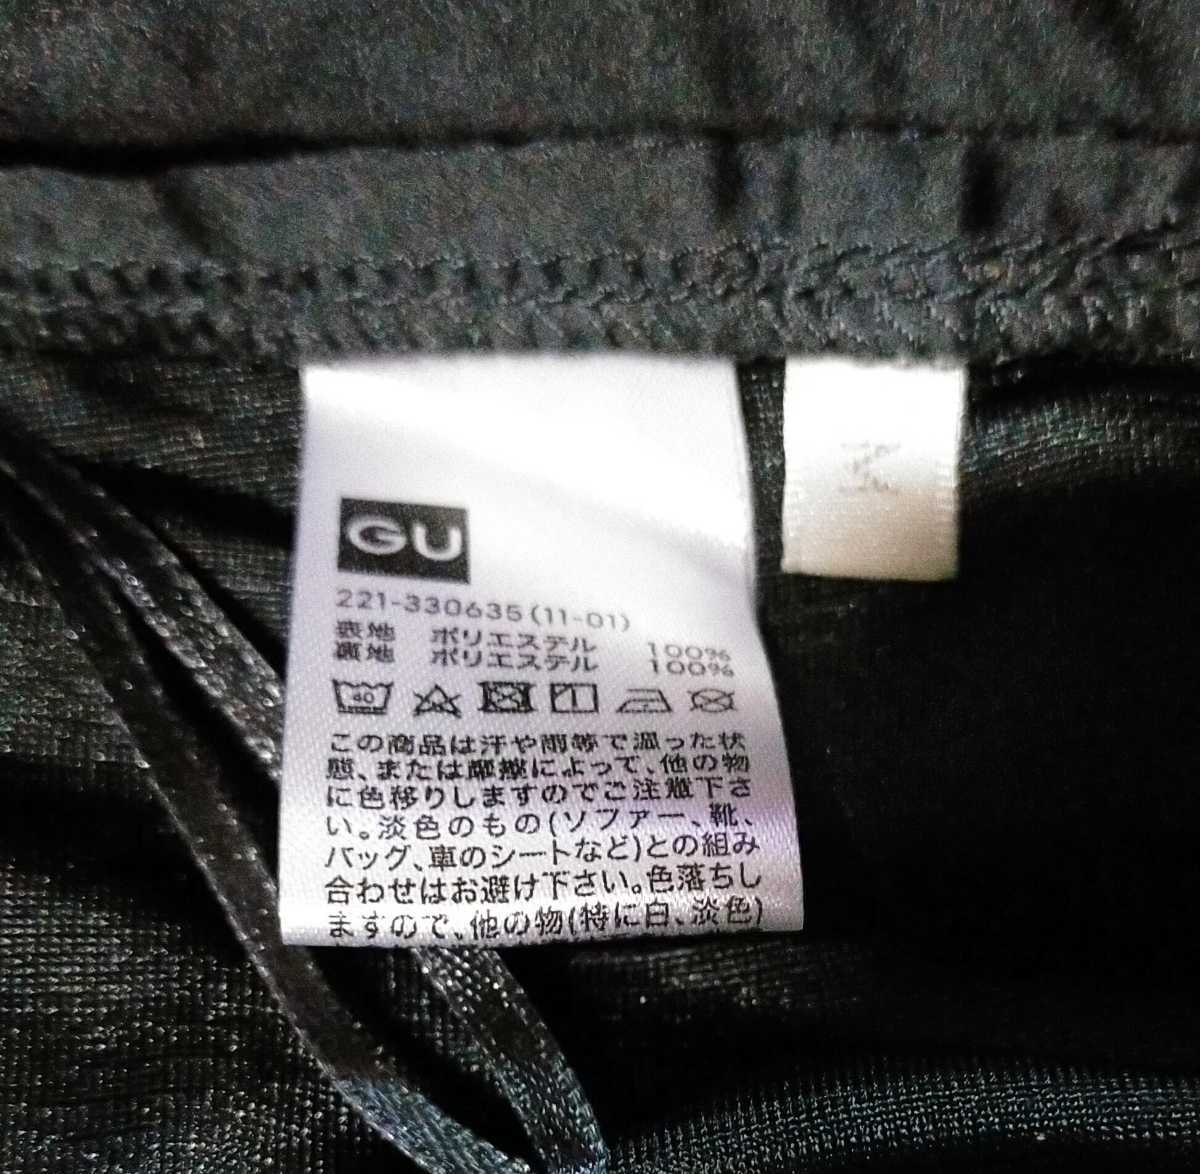 GU
221-330635(11-01)
表地 ポリエステル 100%
裏地 ポリエステル 100%
40
この商品は汗や雨等で湿った状
態、または摩擦によって、他の物
に色移りしますのでご注意下さ
い。淡色のもの(ソファー、靴、
バッグ、車のシートなど)との組み
合わせはお避け下さい。色落ちし
ますので、他の物(特に白、淡色)
M